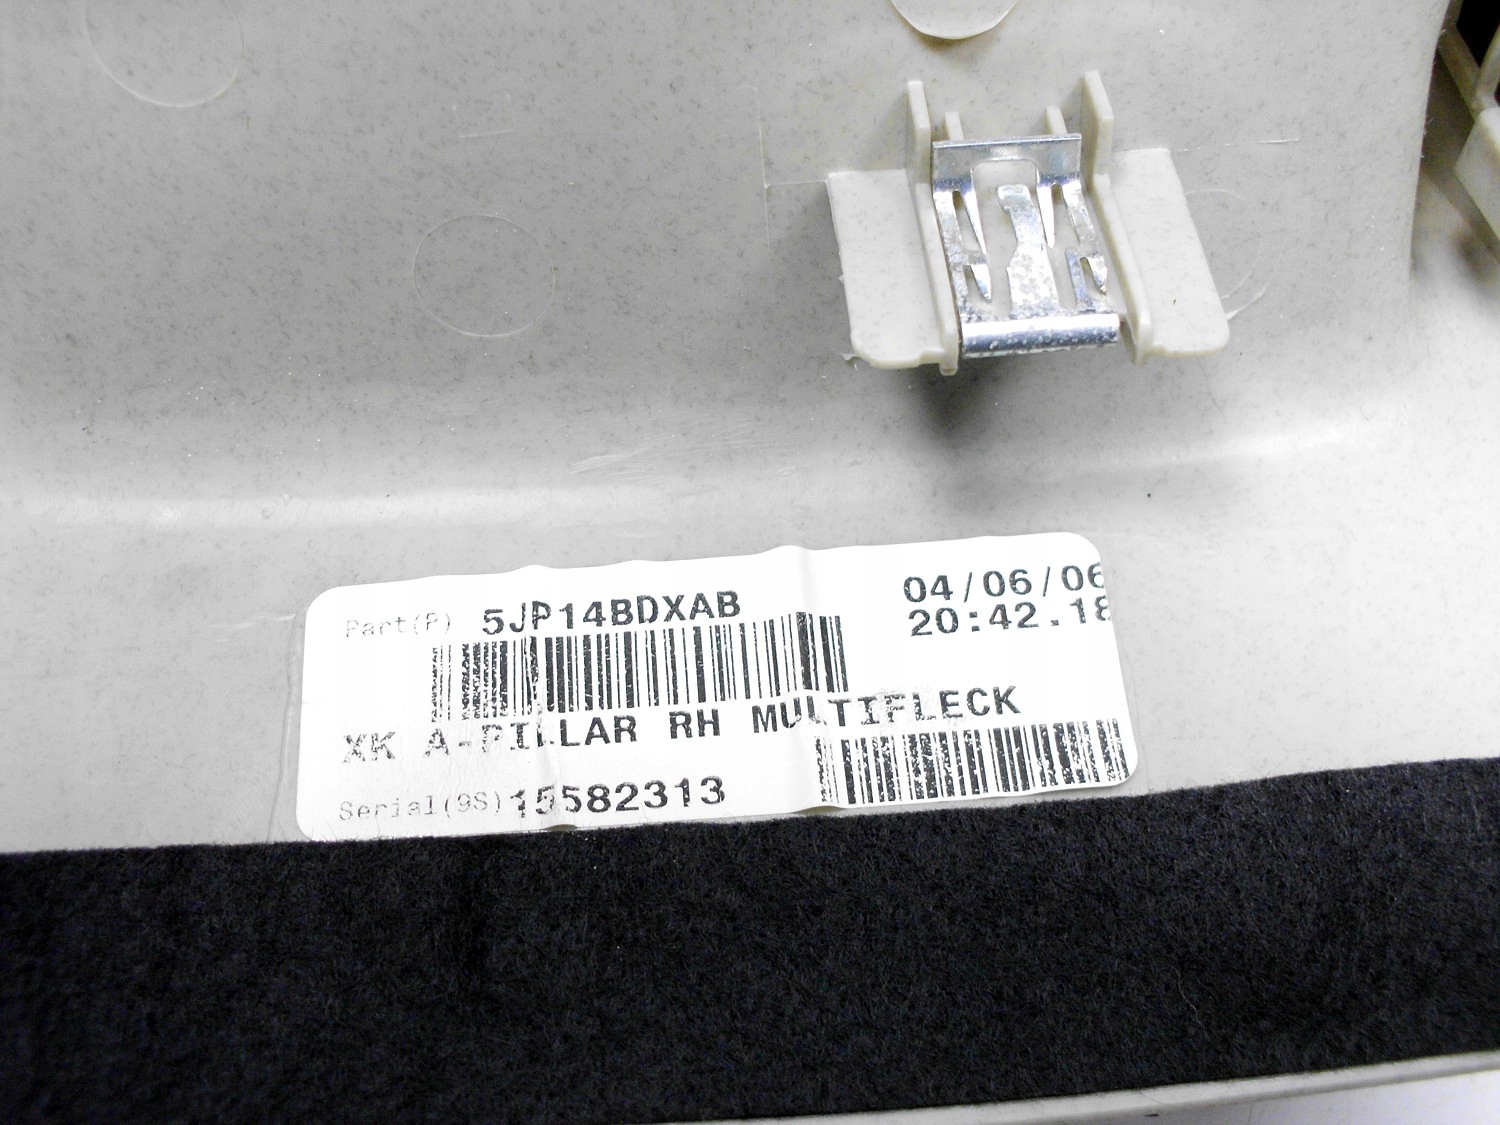 Part(P) 5JP14BDXAB
04/06/06
20:42.18
XK A-PILLAR RH MULTIFLECK
Serial(9S) 15582313